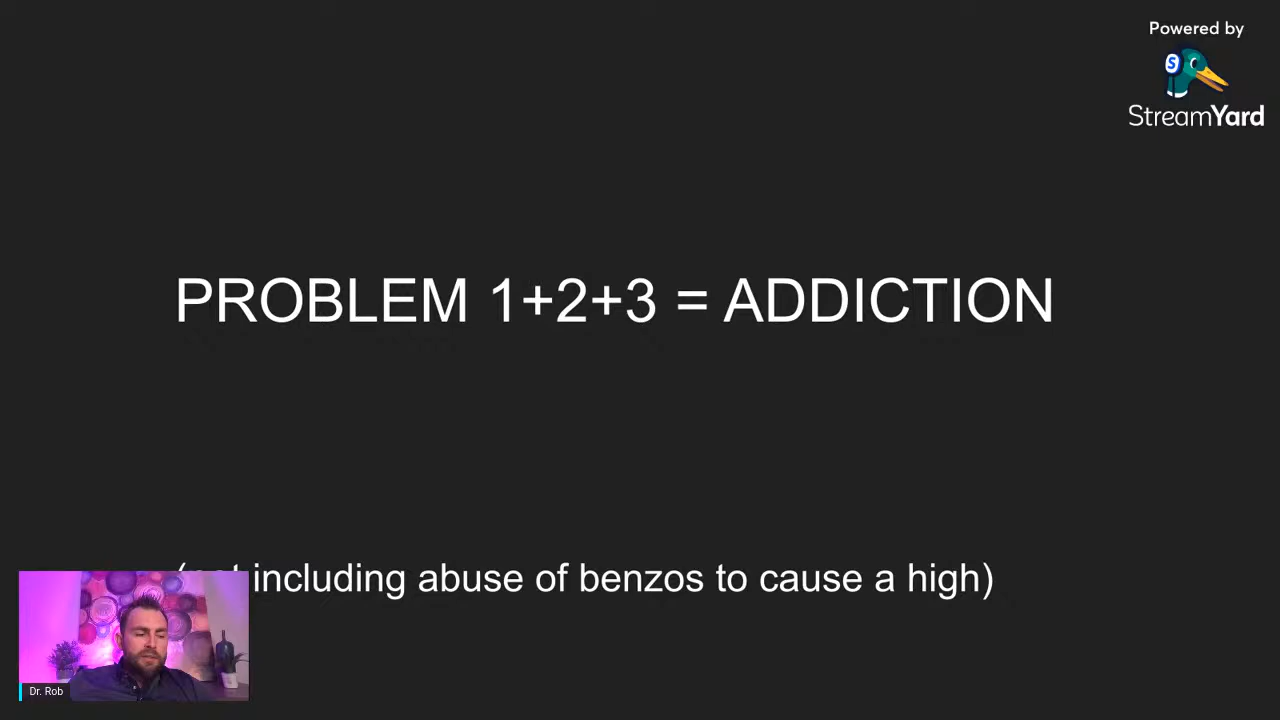 Powered by
S
StreamYard
PROBLEM 1+2+3 = ADDICTION
including abuse of benzos to cause a high)
Dr. Rob